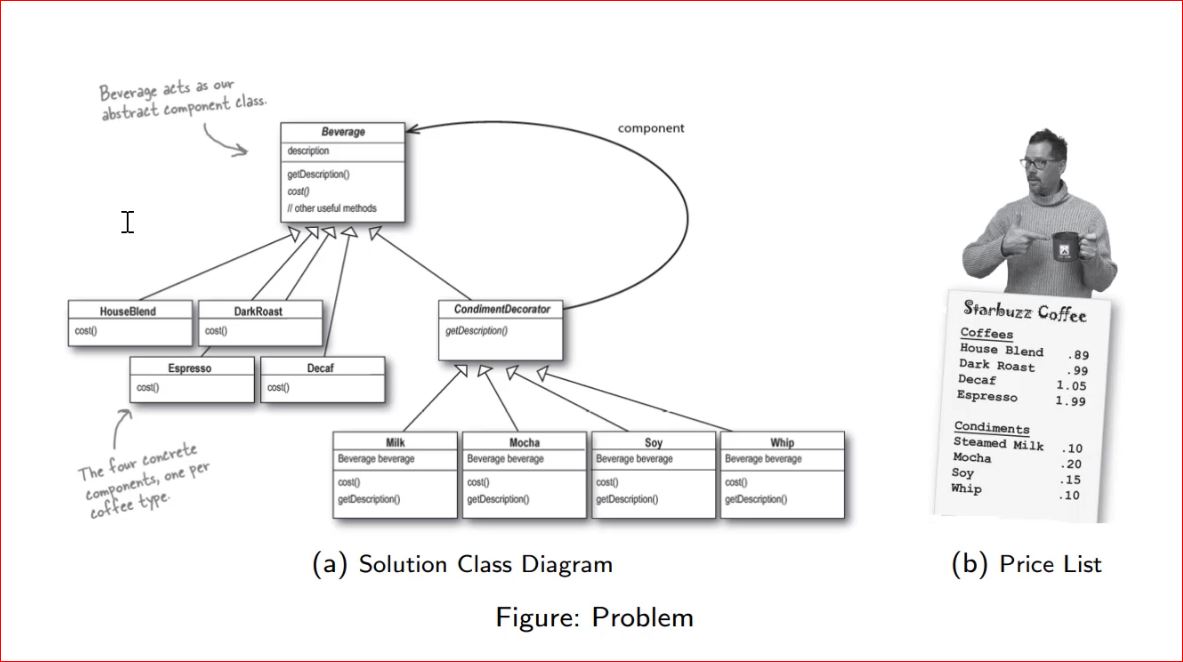 Beverage acts as our
abstract component class.
Beverage
description
getDescription()
cost()
// other useful methods
component
HouseBlend
cost()
DarkRoast
cost()
Espresso
cost()
Decaf
cost()
CondimentDecorator
getDescription()
The four concrete
components, one per
coffee type.
Milk
Beverage beverage
cost()
getDescription()
Mocha
Beverage beverage
cost()
getDescription()
Soy
Beverage beverage
cost()
getDescription()
Whip
Beverage beverage
cost()
getDescription()
(a) Solution Class Diagram
Starbuzz Coffee
Coffees
House Blend .89
Dark Roast .99
Decaf 1.05
Espresso 1.99
Condiments
Steamed Milk .10
Mocha .20
Soy .15
Whip .10
(b) Price List
Figure: Problem